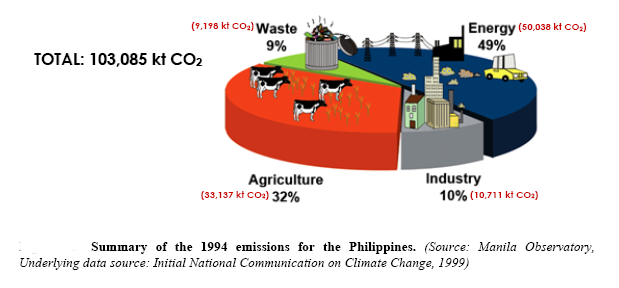 (9,198 kt CO₂) Waste
9%
Energy (50,038 kt CO₂)
49%
TOTAL: 103,085 kt CO₂
Agriculture
(33,137 kt CO₂) 32%
Industry
10% (10,711 kt CO₂)
Summary of the 1994 emissions for the Philippines. (Source: Manila Observatory,
Underlying data source: Initial National Communication on Climate Change, 1999)